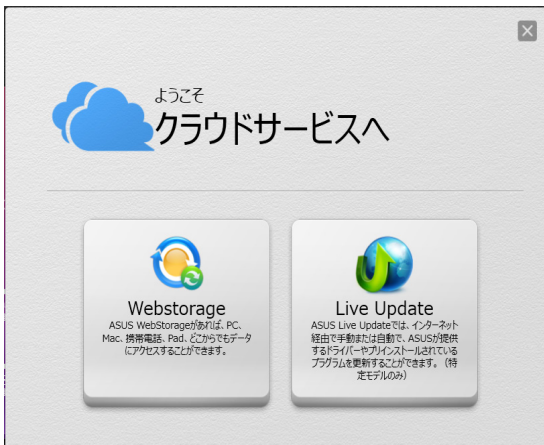 ようこそ
クラウドサービスへ
Webstorage
ASUS WebStorageがあれば、PC、
Mac、携帯電話、Pad、どこからでもデータ
にアクセスすることができます。
Live Update
ASUS Live Updateでは、インターネット
経由で手動または自動で、ASUSが提供
するドライバーやプリインストールされている
プログラムを更新することができます。（特
定モデルのみ）